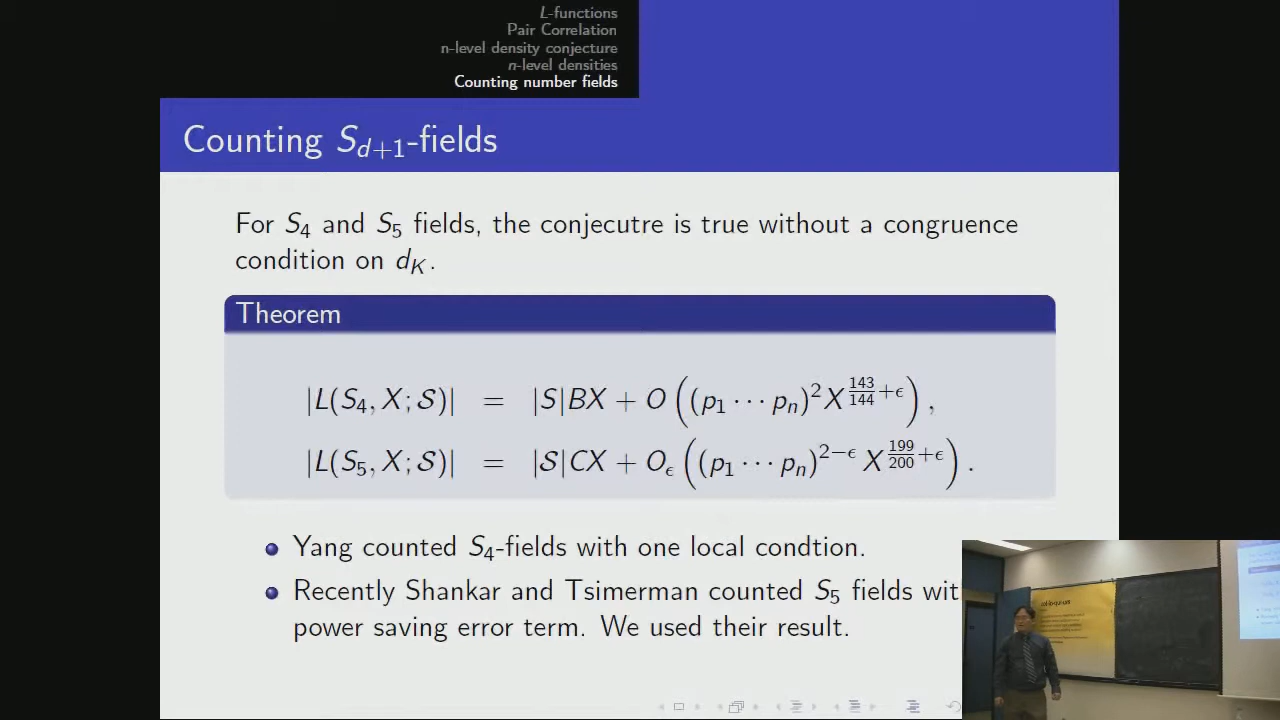 L-functions
Pair Correlation
n-level density conjecture
n-level densities
Counting number fields
Counting S_{d+1}-fields
For S_4 and S_5 fields, the conjecutre is true without a congruence
condition on d_K.
Theorem
|L(S_4, X; 𝒮)| = |S|BX + O((p_1 ··· p_n)^2 X^{\frac{143}{144}+ϵ}),
|L(S_5, X; 𝒮)| = |𝒮|CX + O_ϵ((p_1 ··· p_n)^{2−ϵ} X^{\frac{199}{200}+ϵ}).
Yang counted S_4-fields with one local condtion.
Recently Shankar and Tsimerman counted S_5 fields wit
power saving error term. We used their result.